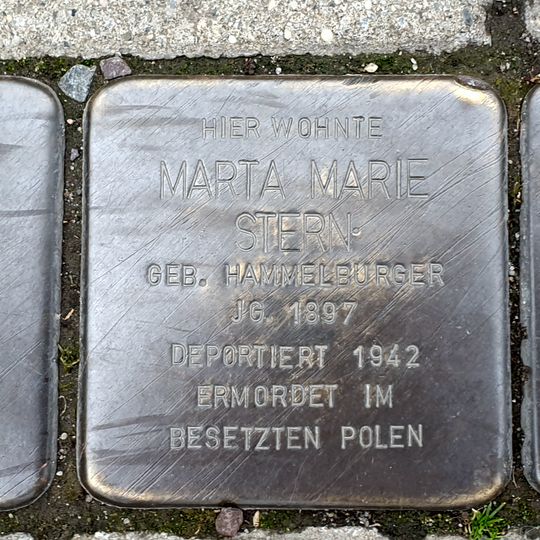 HIER WOHNTE
MARTA MARIE
STERN
GEB. HAMMELBURGER
JG. 1897
DEPORTIERT 1942
ERMORDET IM
BESETZTEN POLEN